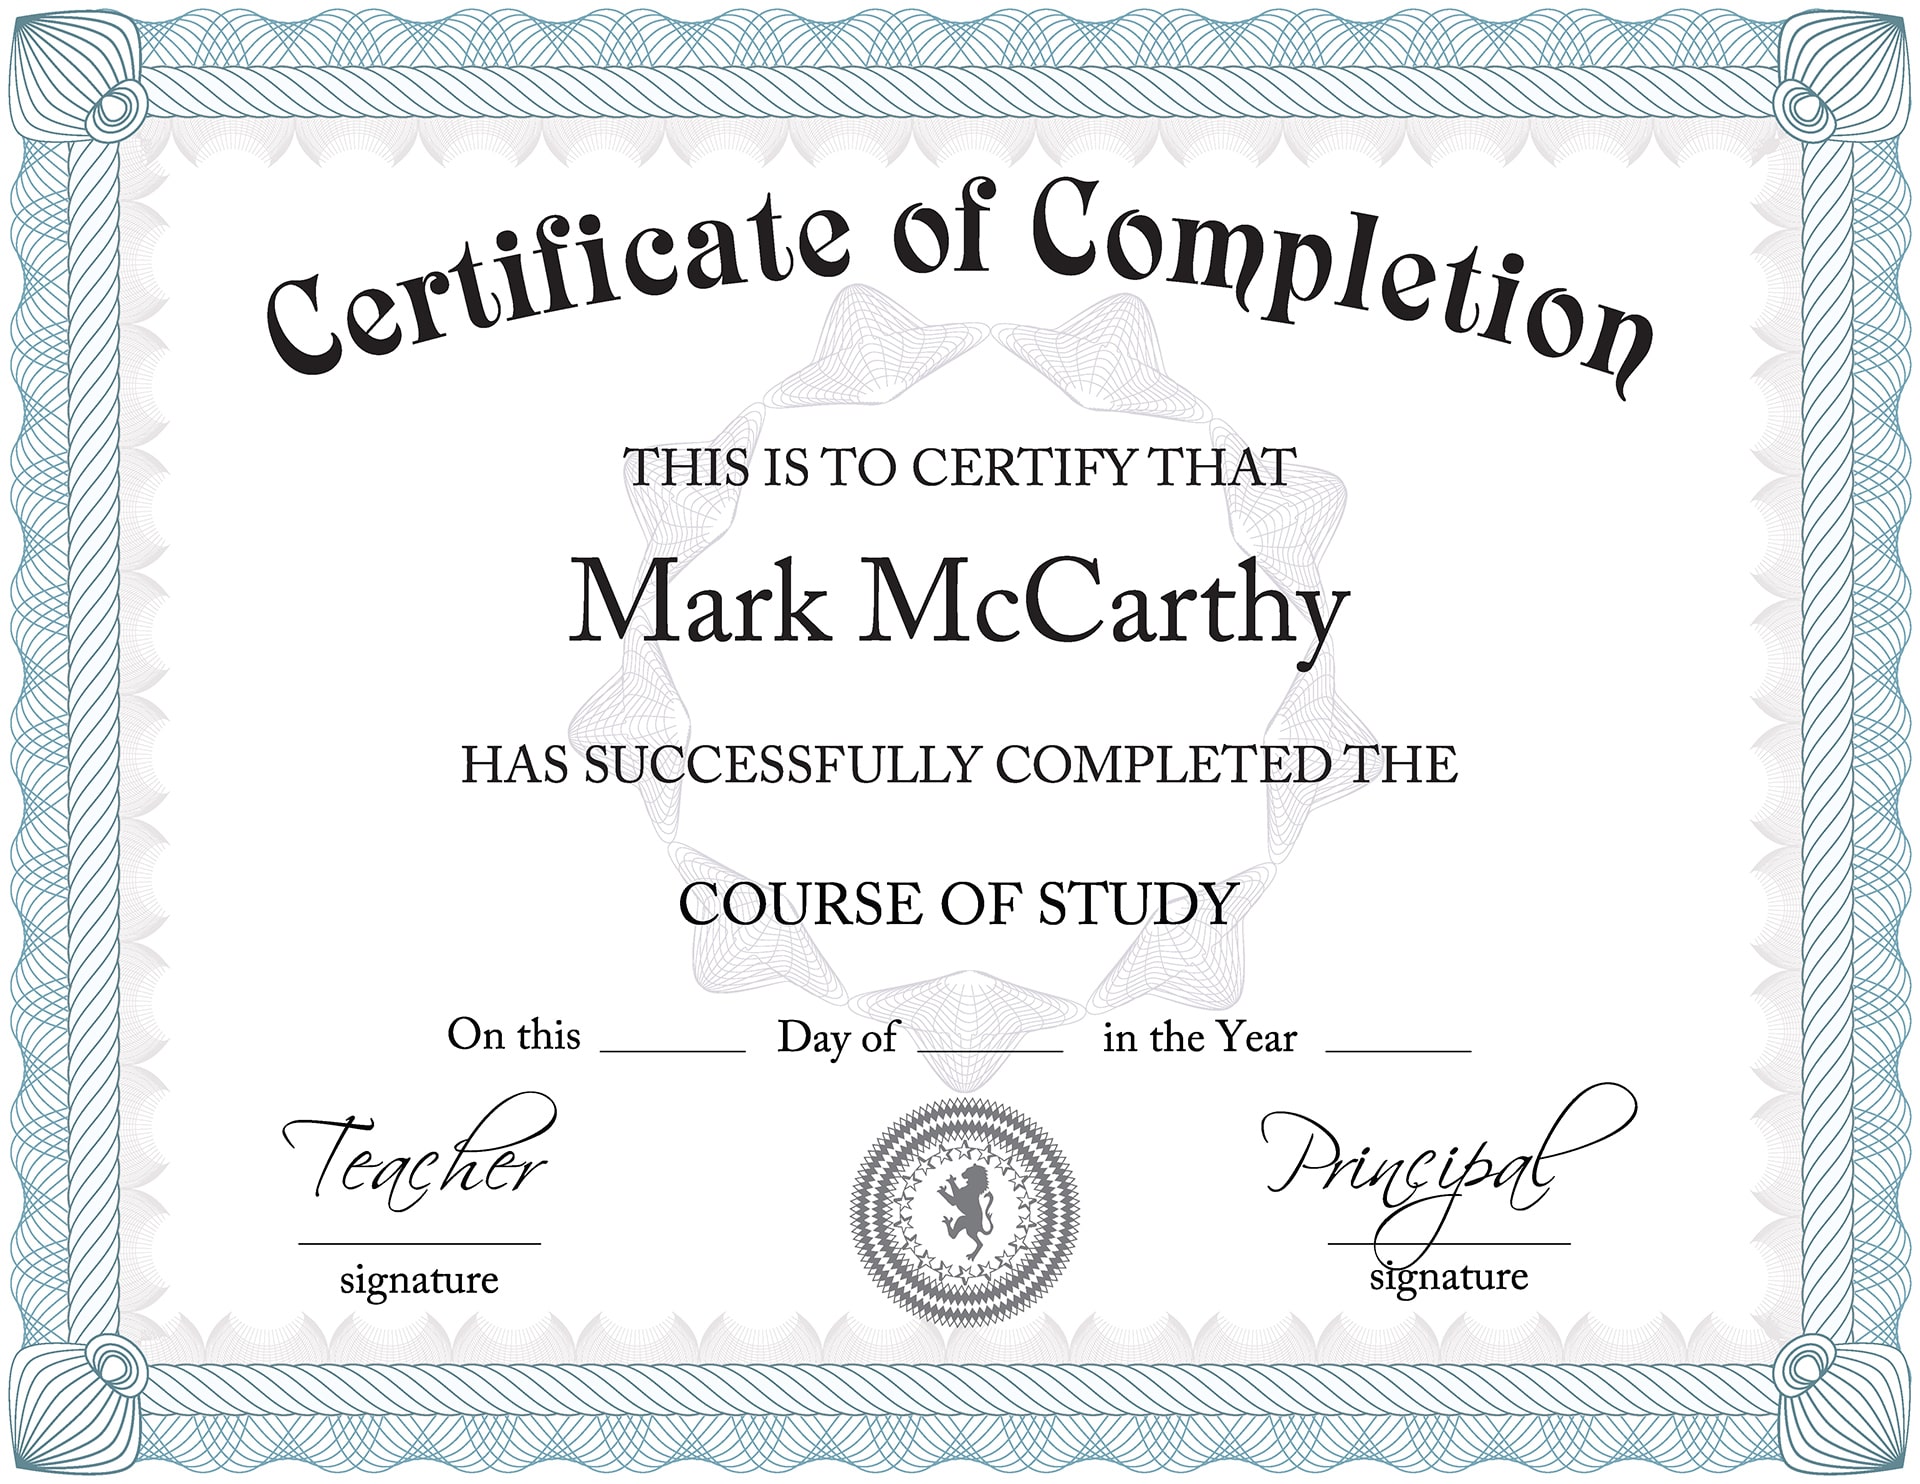 Certificate of Completion
THIS IS TO CERTIFY THAT
Mark McCarthy
HAS SUCCESSFULLY COMPLETED THE
COURSE OF STUDY
On this ______ Day of ______ in the Year ______
Teacher Principal
signature signature